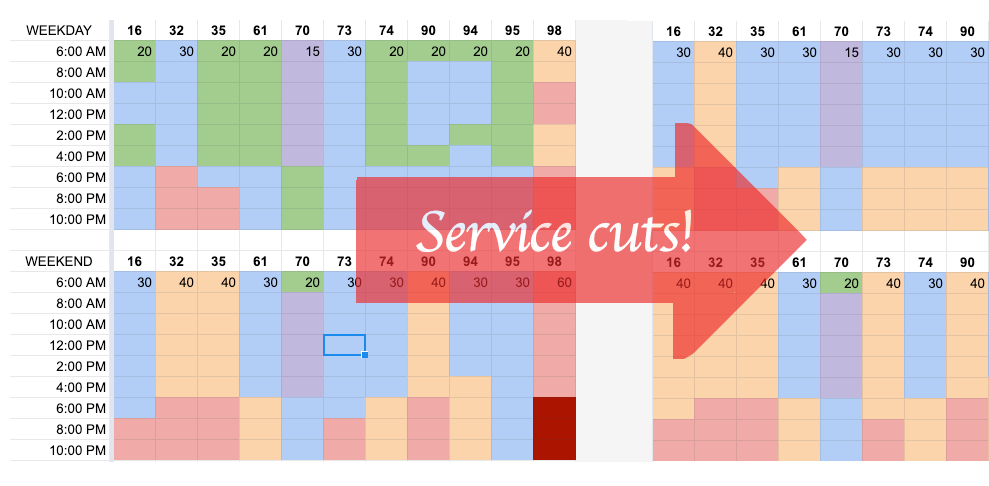 WEEKDAY 16 32 35 61 70 73 74 90 94 95 98 16 32 35 61 70 73 74 90
6:00 AM 20 30 20 20 15 30 20 20 20 20 40 30 40 30 30 15 30 30 30
8:00 AM
10:00 AM
12:00 PM
2:00 PM
4:00 PM
6:00 PM
8:00 PM
10:00 PM
Service cuts!
WEEKEND 16 32 35 61 70 73 74 90 94 95 98 16 32 35 61 70 73 74 90
6:00 AM 30 40 40 30 20 30 30 40 30 30 60 40 40 40 30 20 40 30 40
8:00 AM
10:00 AM
12:00 PM
2:00 PM
4:00 PM
6:00 PM
8:00 PM
10:00 PM